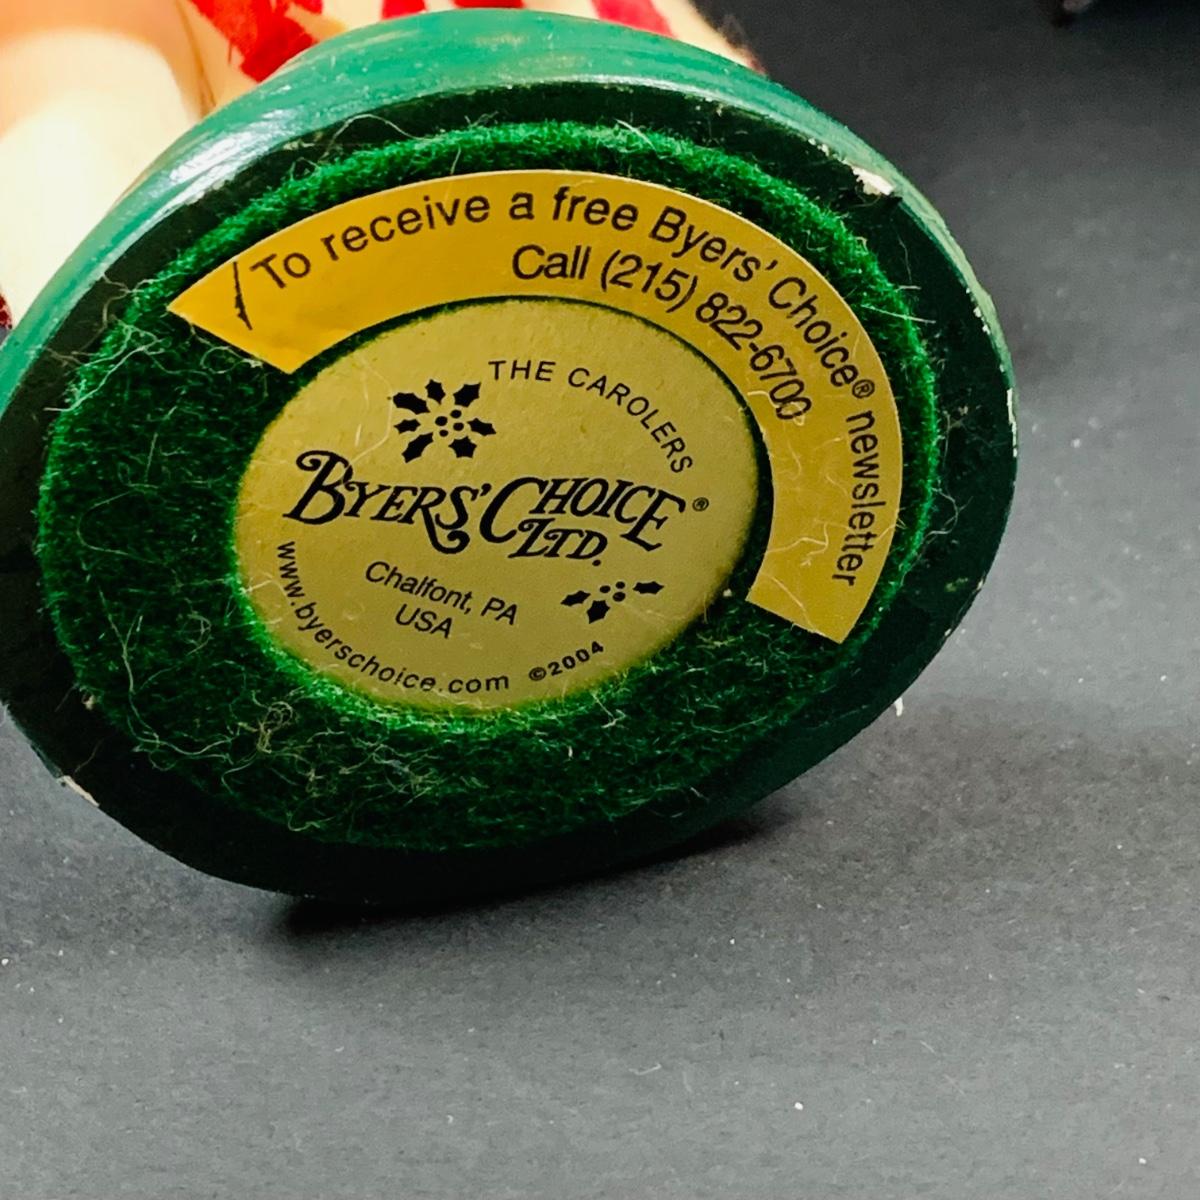 To receive a free Byers' Choice® newsletter
Call (215) 822-6700
THE CAROLERS
BYERS' CHOICE®
LTD.
Chalfont, PA
USA
www.byerschoice.com ©2004